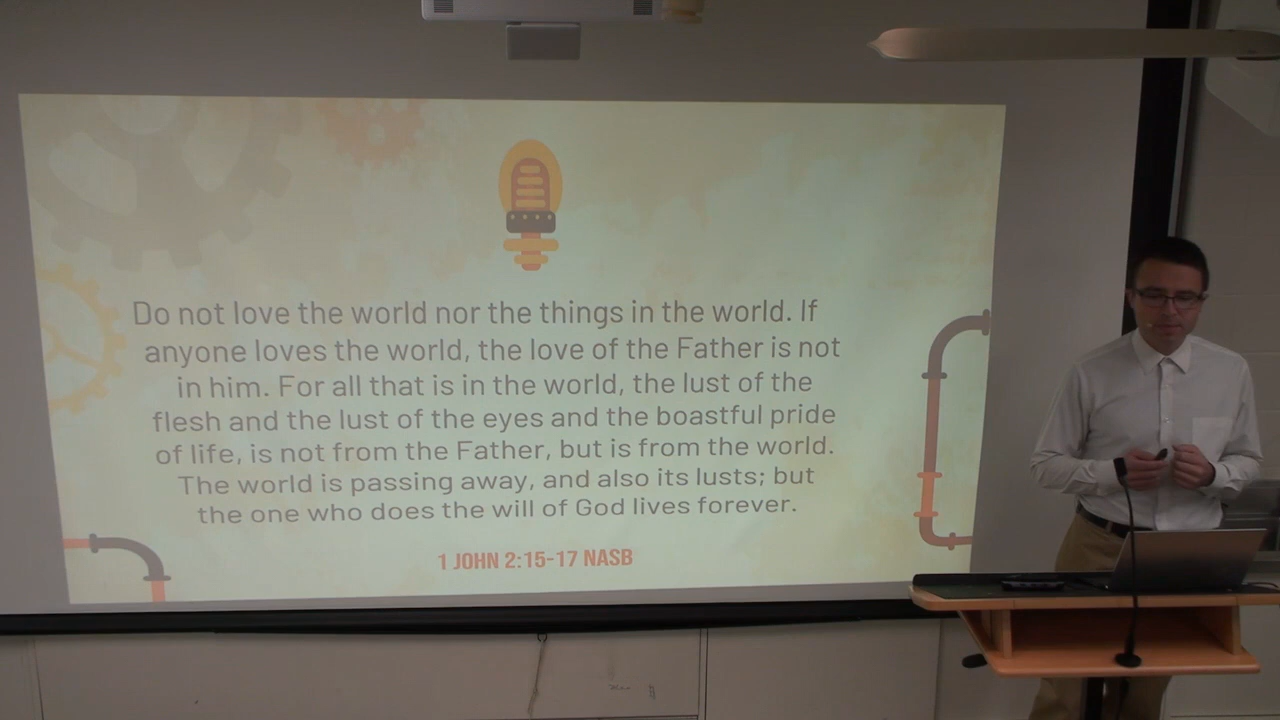 Do not love the world nor the things in the world. If
anyone loves the world, the love of the Father is not
in him. For all that is in the world, the lust of the
flesh and the lust of the eyes and the boastful pride
of life, is not from the Father, but is from the world.
The world is passing away, and also its lusts; but
the one who does the will of God lives forever.
1 JOHN 2:15-17 NASB